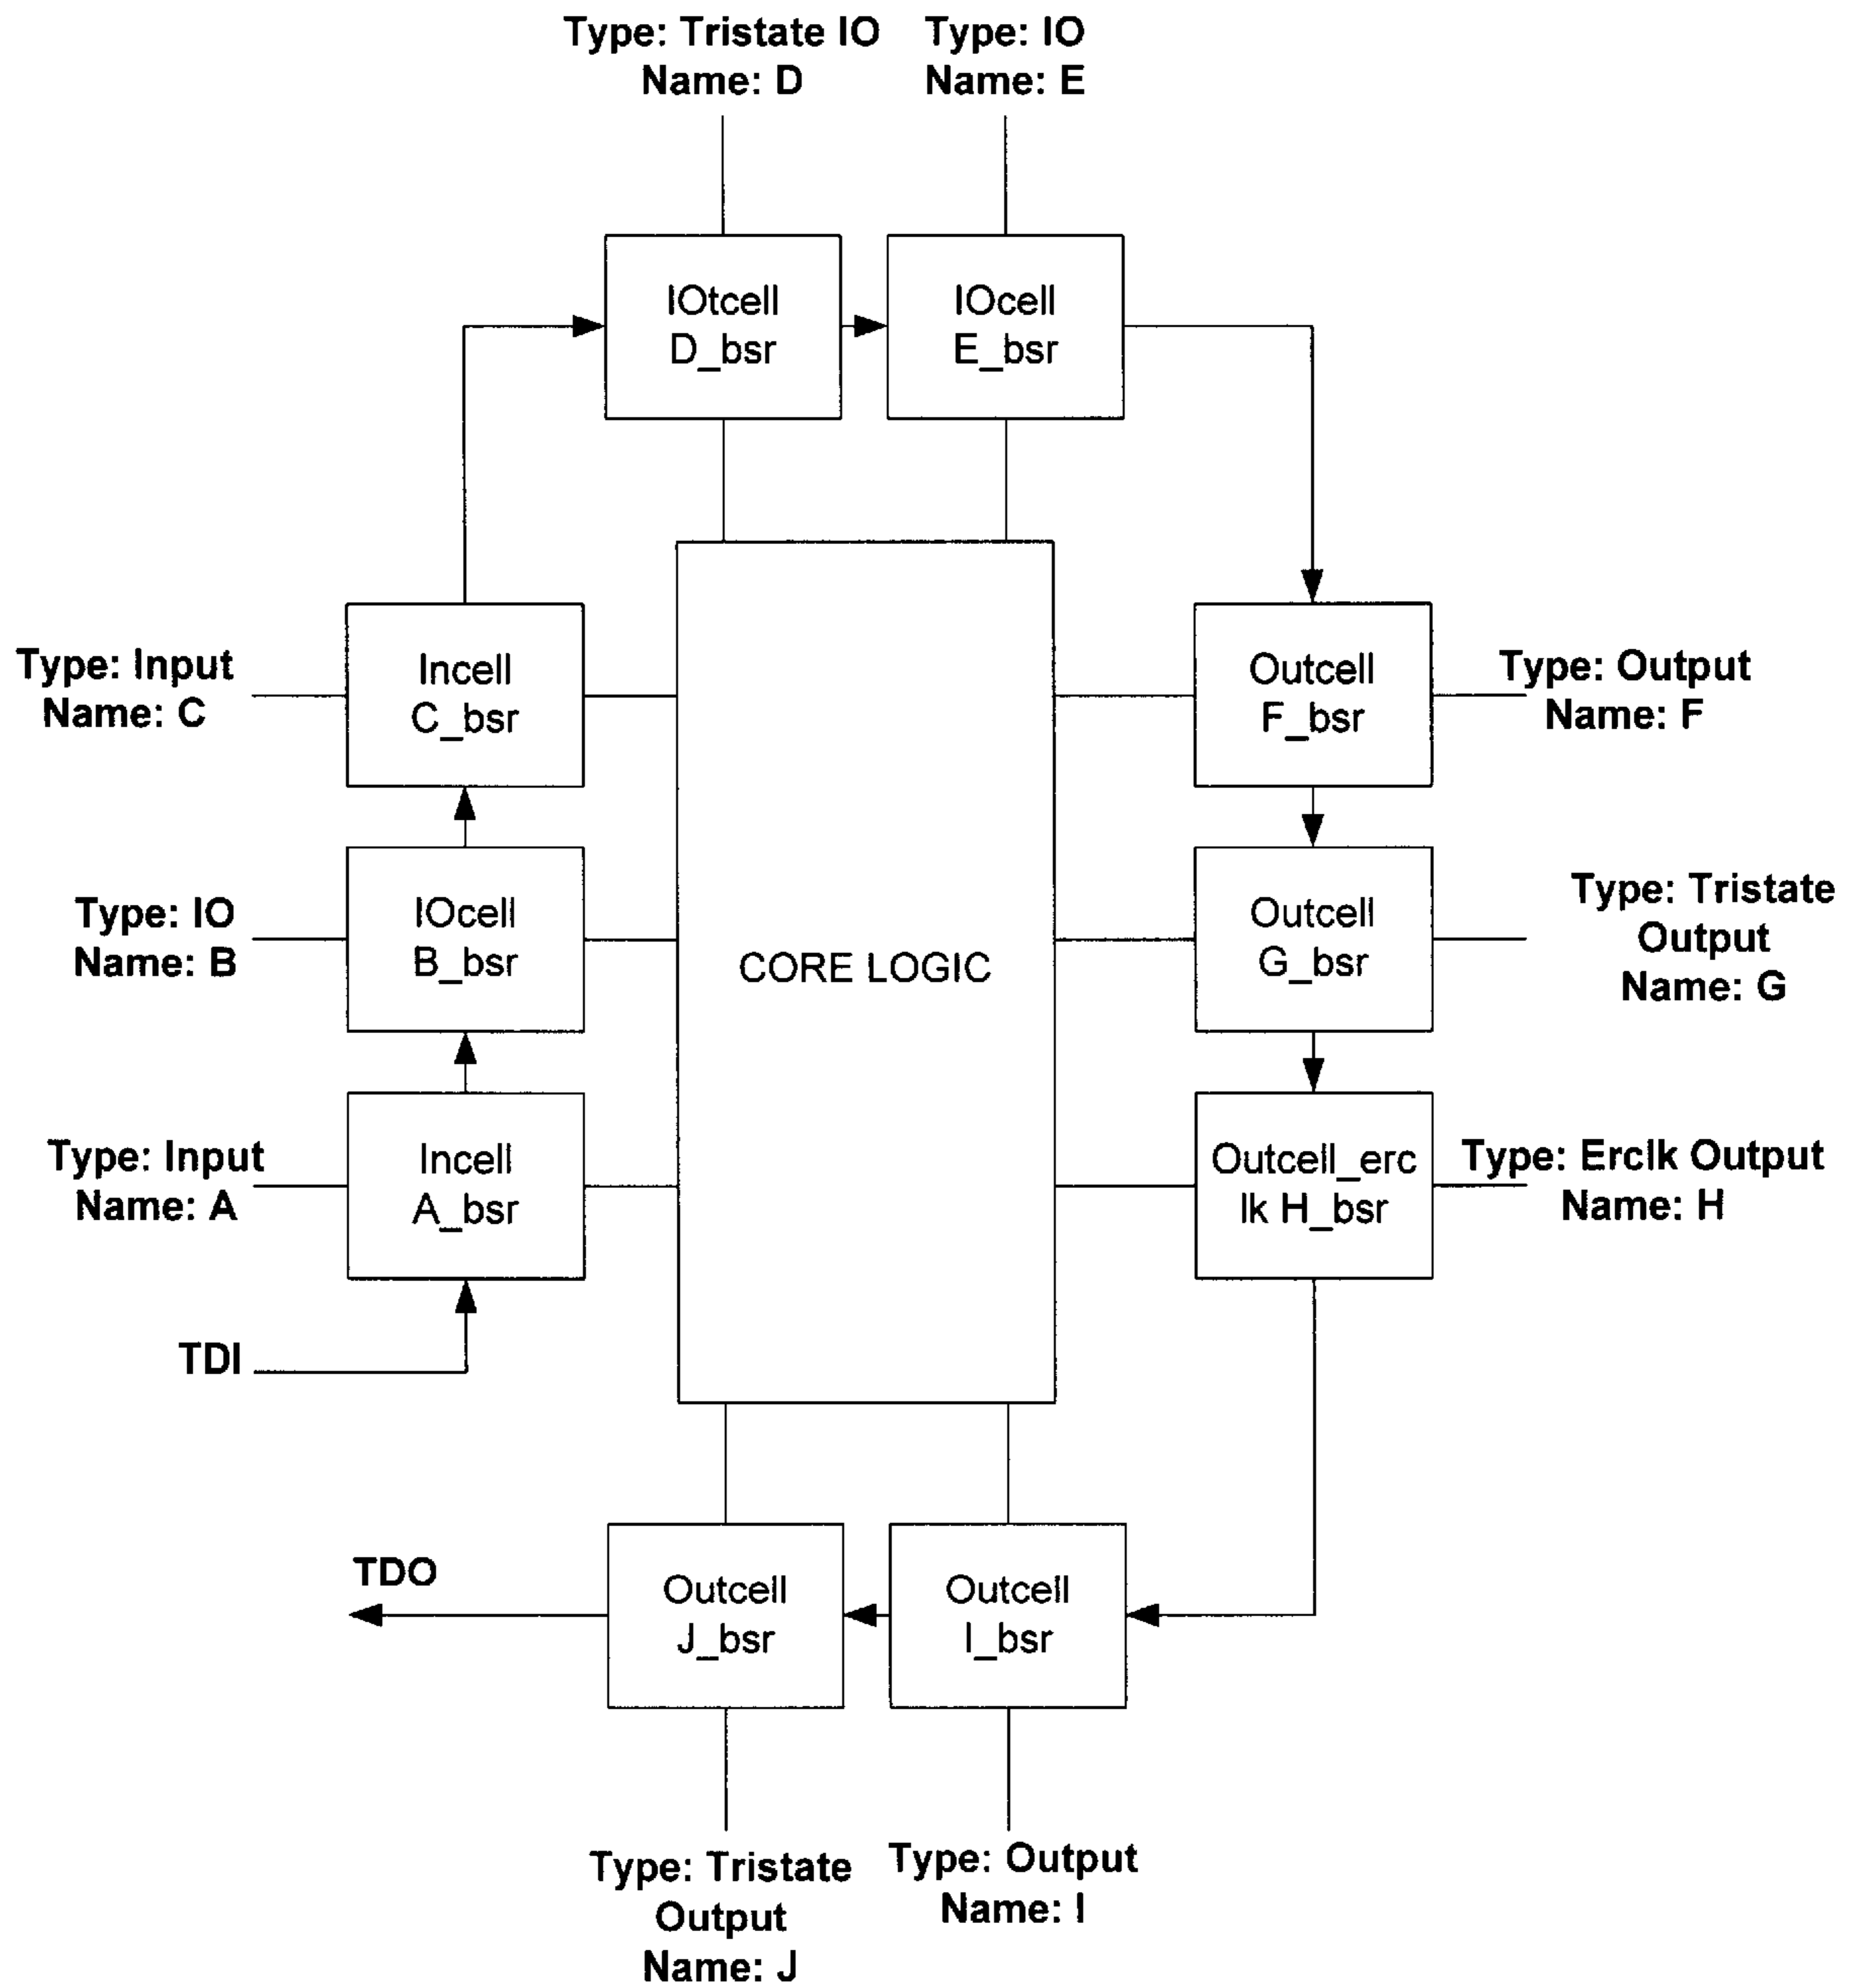 Type: Tristate IO
Name: D
Type: IO
Name: E
IOtcell
D_bsr
IOcell
E_bsr
Type: Input
Name: C
Incell
C_bsr
Outcell
F_bsr
Type: Output
Name: F
Type: IO
Name: B
IOcell
B_bsr
CORE LOGIC
Outcell
G_bsr
Type: Tristate
Output
Name: G
Type: Input
Name: A
Incell
A_bsr
Outcell_erc
lk H_bsr
Type: Erclk Output
Name: H
TDI
TDO
Outcell
J_bsr
Outcell
I_bsr
Type: Tristate
Output
Name: J
Type: Output
Name: I